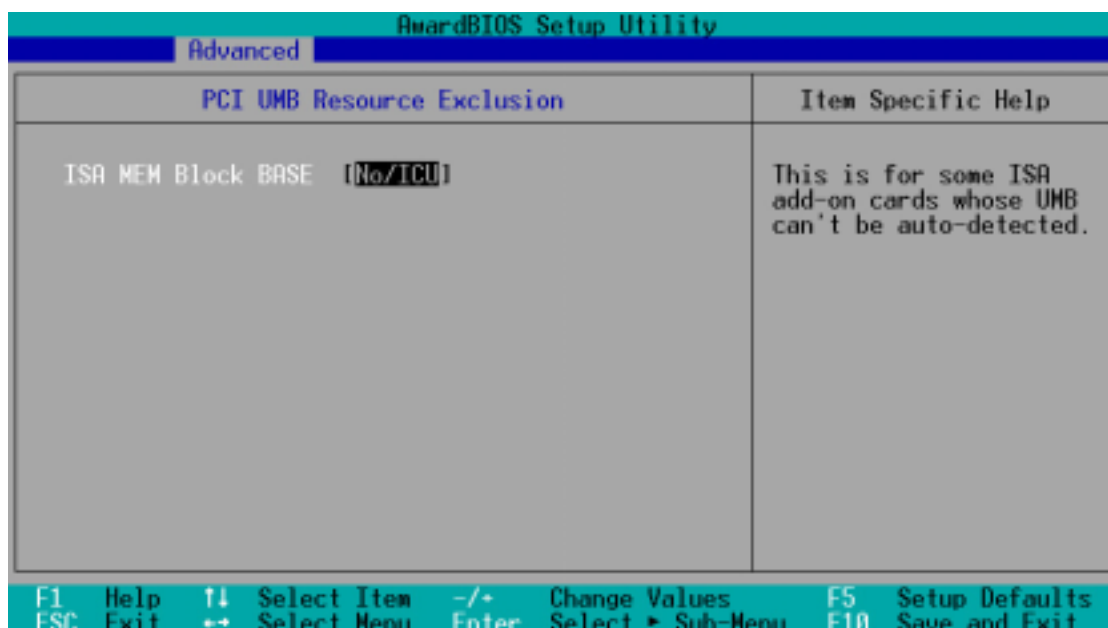 AwardBIOS Setup Utility
Advanced
PCI UMB Resource Exclusion
Item Specific Help
ISA MEM Block BASE [No/ICU]
This is for some ISA
add-on cards whose UMB
can't be auto-detected.
F1 Help ↑↓ Select Item -/+ Change Values F5 Setup Defaults
ESC Exit ←→ Select Menu Enter Select ► Sub-Menu F10 Save and Exit